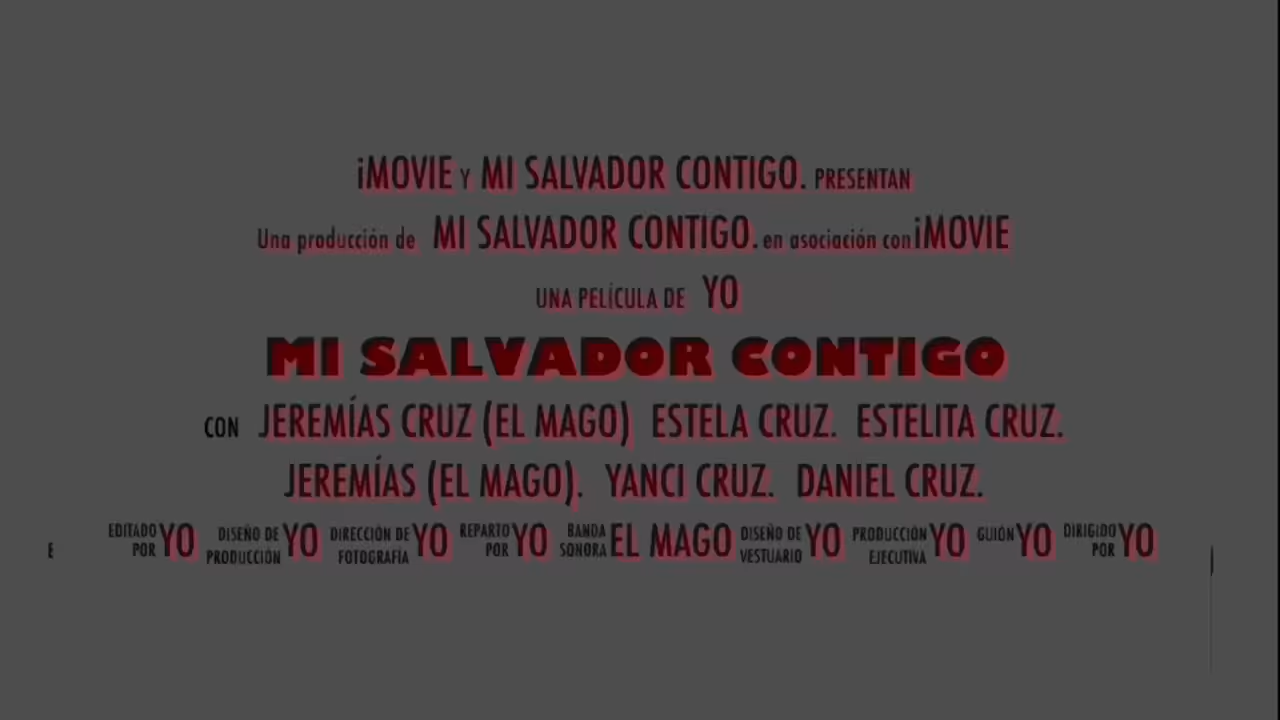 iMOVIE Y MI SALVADOR CONTIGO. PRESENTAN
Una producción de MI SALVADOR CONTIGO. en asociación con iMOVIE
UNA PELÍCULA DE YO
MI SALVADOR CONTIGO
CON JEREMÍAS CRUZ (EL MAGO) ESTELA CRUZ. ESTELITA CRUZ.
JEREMÍAS (EL MAGO). YANCI CRUZ. DANIEL CRUZ.
EDITADO POR YO DISEÑO DE PRODUCCIÓN YO DIRECCIÓN DE FOTOGRAFÍA YO REPARTO POR YO BANDA SONORA EL MAGO DISEÑO DE VESTUARIO YO PRODUCCIÓN EJECUTIVA YO GUIÓN YO DIRIGIDO POR YO